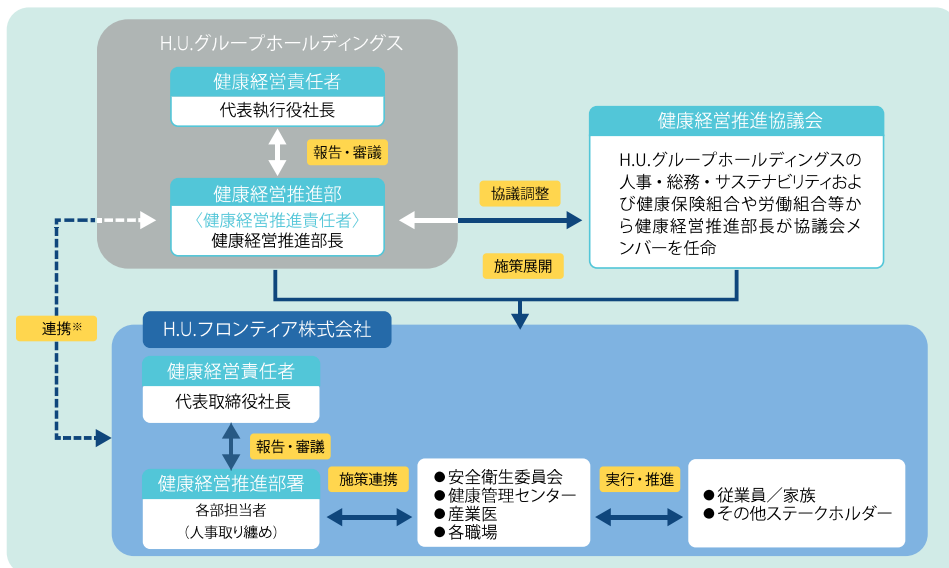 H.U.グループホールディングス
健康経営責任者
代表執行役社長
報告・審議
健康経営推進部
〈健康経営推進責任者〉
健康経営推進部長
協議調整
健康経営推進協議会
H.U.グループホールディングスの
人事・総務・サステナビリティおよ
び健康保険組合や労働組合等か
ら健康経営推進部長が協議会メ
ンバーを任命
施策展開
連携※
H.U.フロンティア株式会社
健康経営責任者
代表取締役社長
報告・審議
健康経営推進部署
各部担当者
(人事取り纏め)
施策連携
●安全衛生委員会
●健康管理センター
●産業医
●各職場
実行・推進
●従業員／家族
●その他ステークホルダー